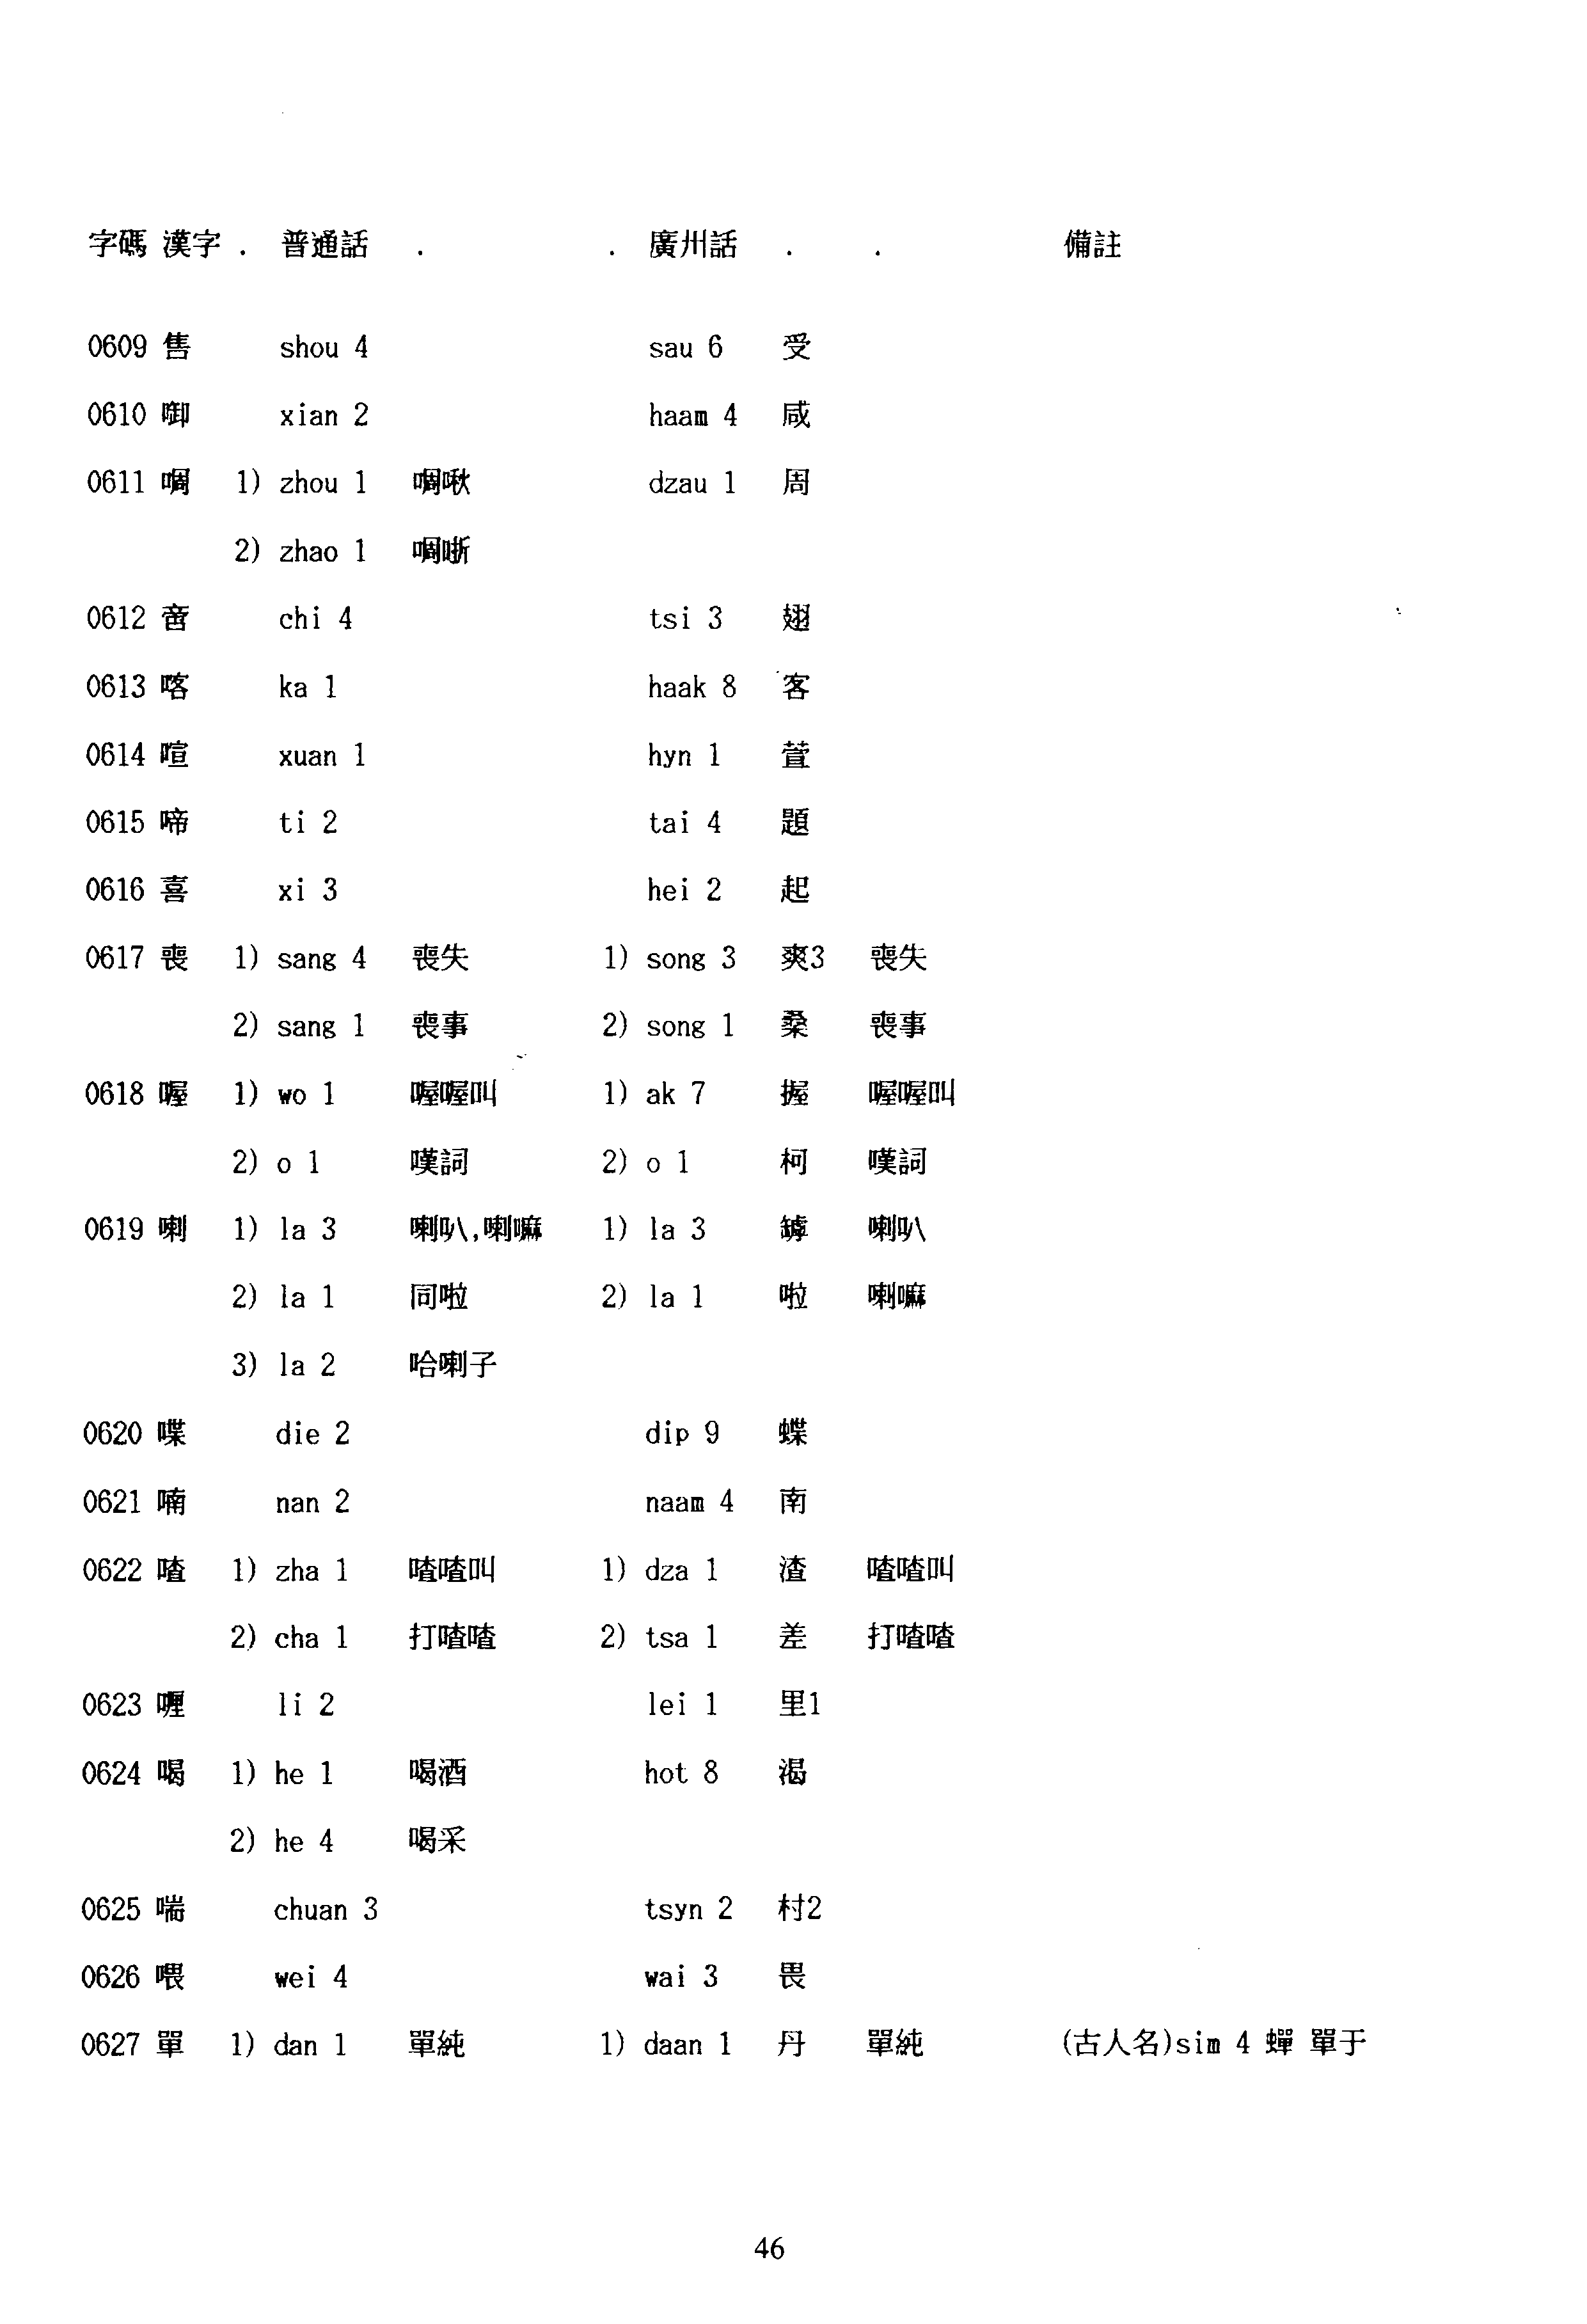 字碼 漢字 . 普通話 . . 廣州話 . . 備註
0609 售 shou 4 sau 6 受
0610 啣 xian 2 haam 4 咸
0611 啁 1) zhou 1 啁啾 dzau 1 周
2) zhao 1 啁哳
0612 啻 chi 4 tsi 3 翅
0613 喀 ka 1 haak 8 客
0614 喧 xuan 1 hyn 1 萱
0615 啼 ti 2 tai 4 題
0616 喜 xi 3 hei 2 起
0617 喪 1) sang 4 喪失 1) song 3 爽3 喪失
2) sang 1 喪事 2) song 1 桑 喪事
0618 喔 1) wo 1 喔喔叫 1) ak 7 握 喔喔叫
2) o 1 嘆詞 2) o 1 柯 嘆詞
0619 喇 1) la 3 喇叭,喇嘛 1) la 3 罅 喇叭
2) la 1 同啦 2) la 1 啦 喇嘛
3) la 2 哈喇子
0620 喋 die 2 dip 9 蝶
0621 喃 nan 2 naam 4 南
0622 喳 1) zha 1 喳喳叫 1) dza 1 渣 喳喳叫
2) cha 1 打喳喳 2) tsa 1 差 打喳喳
0623 喱 li 2 lei 1 里1
0624 喝 1) he 1 喝酒 hot 8 渴
2) he 4 喝采
0625 喘 chuan 3 tsyn 2 村2
0626 喂 wei 4 wai 3 畏
0627 單 1) dan 1 單純 1) daan 1 丹 單純 (古人名)sim 4 蟬 單于
46